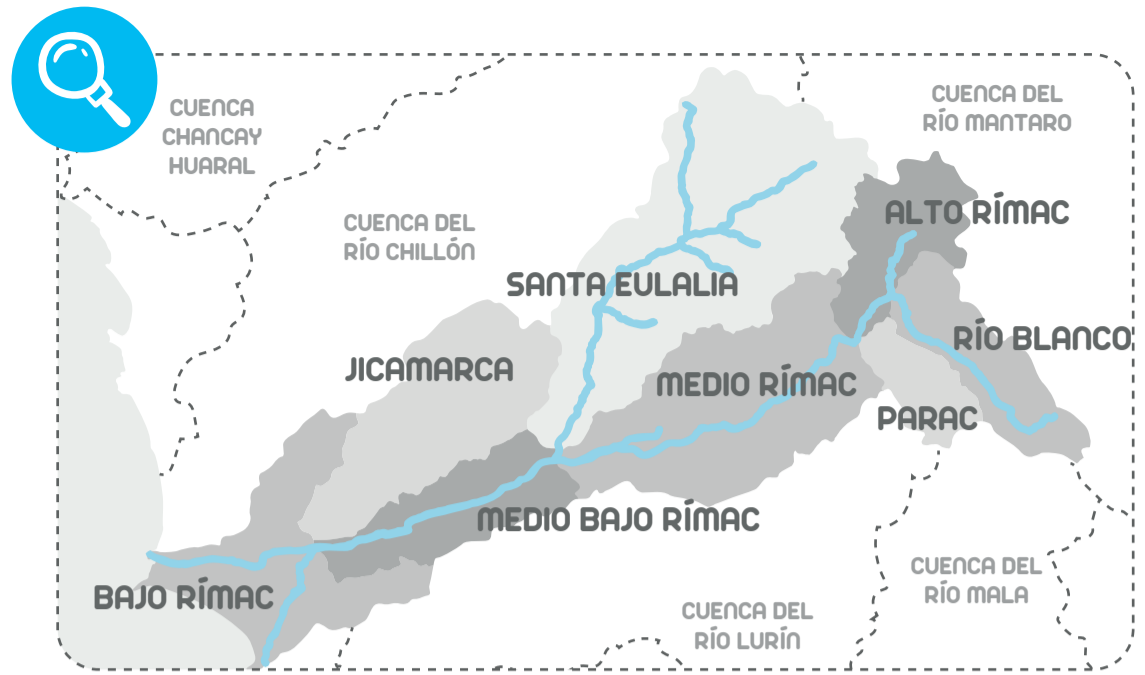 CUENCA
CHANCAY
HUARAL
CUENCA DEL
RÍO MANTARO
CUENCA DEL
RÍO CHILLÓN
ALTO RÍMAC
SANTA EULALIA
RÍO BLANCO
JICAMARCA
MEDIO RÍMAC
PARAC
MEDIO BAJO RÍMAC
BAJO RÍMAC
CUENCA DEL
RÍO MALA
CUENCA DEL
RÍO LURÍN